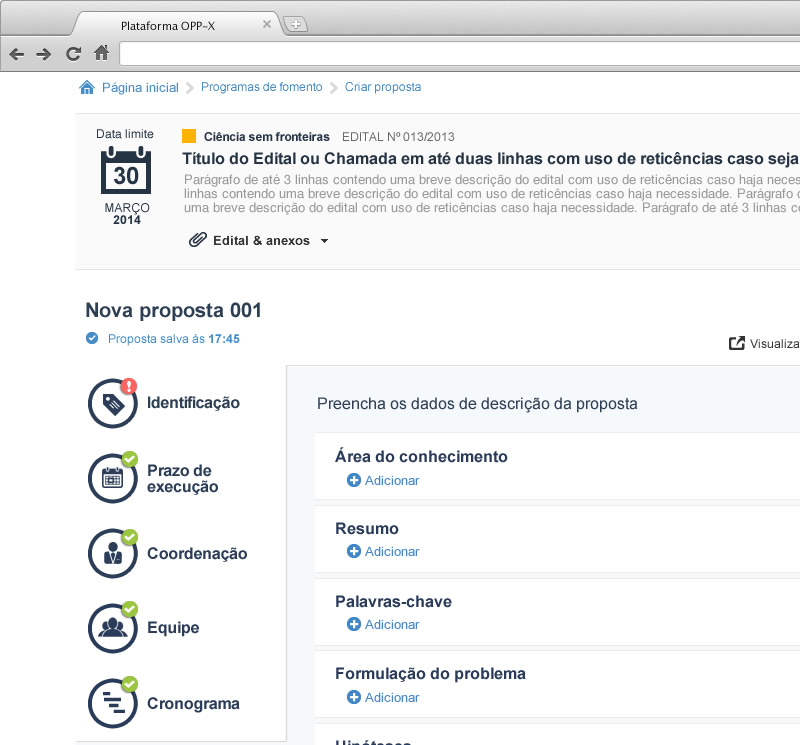 Plataforma OPP-X
Página inicial
Programas de fomento
Criar proposta
Data limite
30
MARÇO
2014
Ciência sem fronteiras EDITAL Nº 013/2013
Título do Edital ou Chamada em até duas linhas com uso de reticências caso seja
Parágrafo de até 3 linhas contendo uma breve descrição do edital com uso de reticências caso haja neces
linhas contendo uma breve descrição do edital com uso de reticências caso haja necessidade. Parágrafo d
uma breve descrição do edital com uso de reticências caso haja necessidade. Parágrafo de até 3 linhas co
Edital & anexos
Nova proposta 001
Proposta salva às 17:45
Visualiza
Identificação
Prazo de
execução
Coordenação
Equipe
Cronograma
Preencha os dados de descrição da proposta
Área do conhecimento
Adicionar
Resumo
Adicionar
Palavras-chave
Adicionar
Formulação do problema
Adicionar
Hipóteses